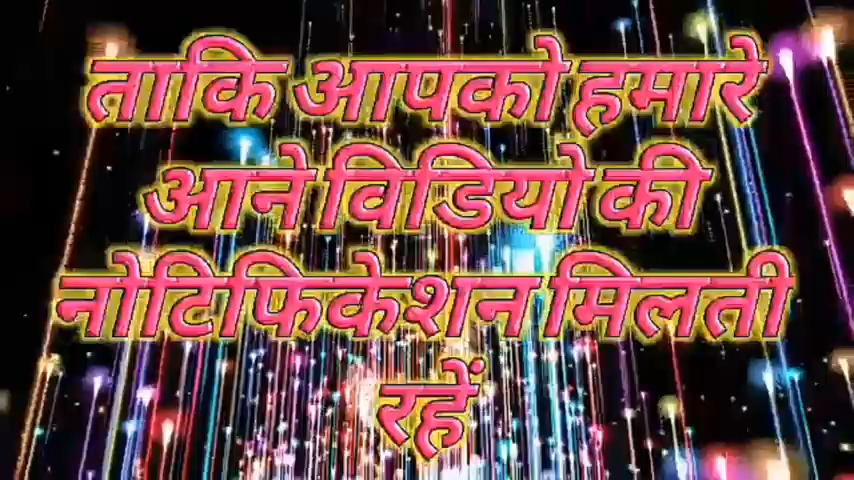 ताकि आपको हमारे
आने विडियो की
नोटिफिकेशन मिलती
रहें